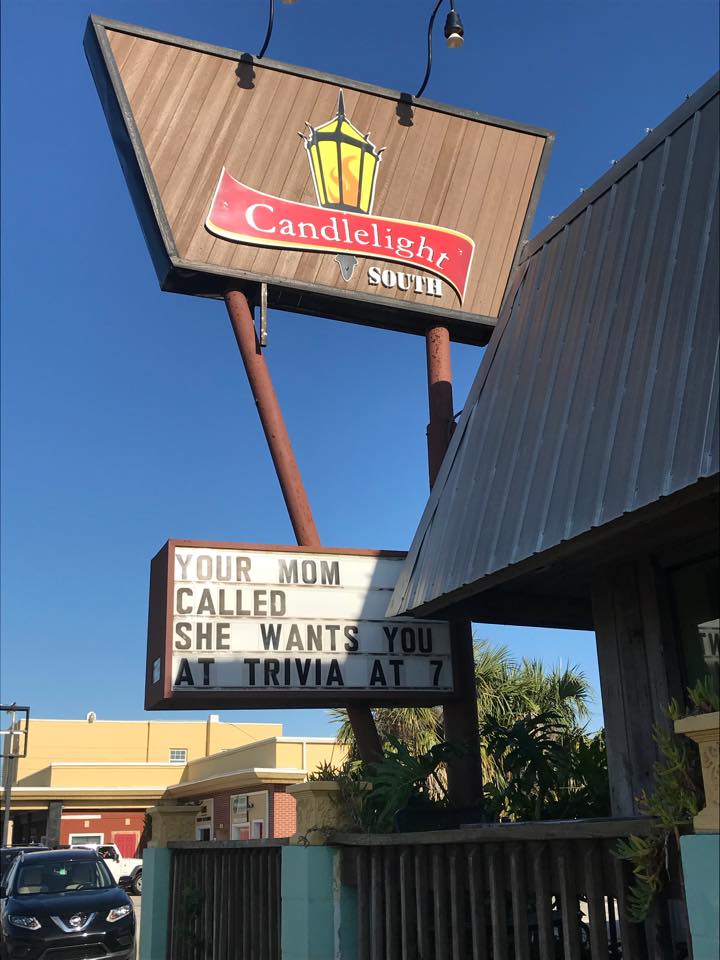 Candlelight
SOUTH
YOUR MOM
CALLED
SHE WANTS YOU
AT TRIVIA AT 7